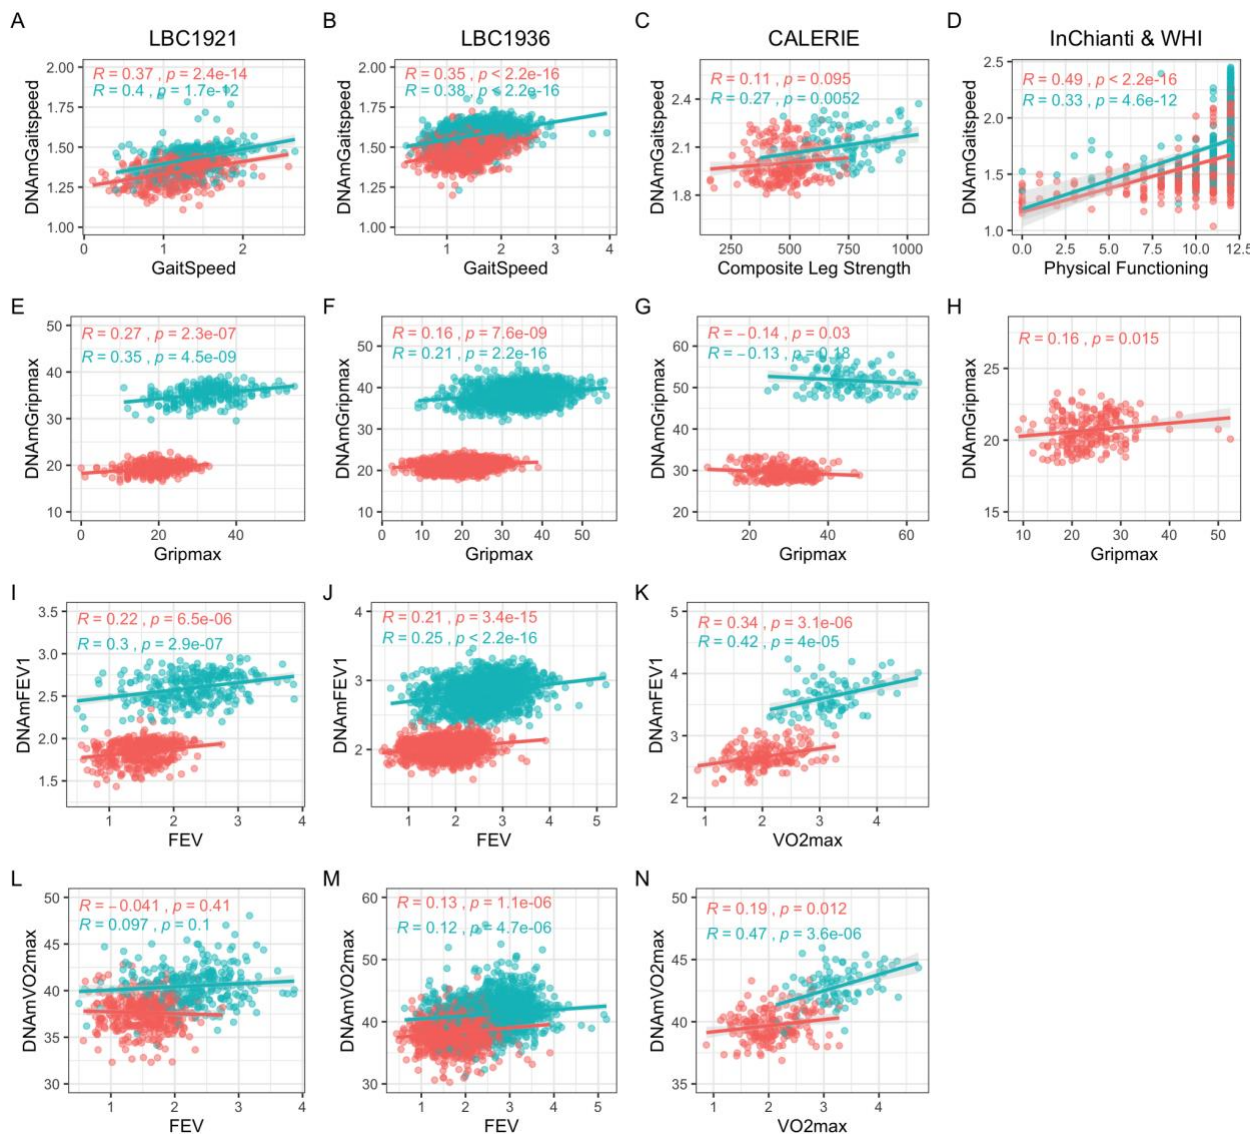 A
LBC1921
B
LBC1936
C
CALERIE
D
InChianti & WHI
DNAmGaitspeed
2.00
1.75
1.50
1.25
1.00
R = 0.37 , p = 2.4e-14
R = 0.4 , p = 1.7e-12
0 1 2
GaitSpeed
DNAmGaitspeed
2.00
1.75
1.50
1.25
1.00
R = 0.35 , p < 2.2e-16
R = 0.38 , p < 2.2e-16
1 2 3 4
GaitSpeed
DNAmGaitspeed
2.4
2.1
1.8
R = 0.11 , p = 0.095
R = 0.27 , p = 0.0052
250 500 750 1000
Composite Leg Strength
DNAmGaitspeed
2.5
2.0
1.5
1.0
R = 0.49 , p < 2.2e-16
R = 0.33 , p = 4.6e-12
0.0 2.5 5.0 7.5 10.0 12.5
Physical Functioning
E
DNAmGripmax
50
40
30
20
10
R = 0.27 , p = 2.3e-07
R = 0.35 , p = 4.5e-09
0 20 40
Gripmax
F
DNAmGripmax
50
40
30
20
10
R = 0.16 , p = 7.6e-09
R = 0.21 , p = 2.2e-16
0 10 20 30 40 50
Gripmax
G
DNAmGripmax
60
50
40
30
20
R = −0.14 , p = 0.03
R = −0.13 , p = 0.18
20 40 60
Gripmax
H
DNAmGripmax
25
20
15
R = 0.16 , p = 0.015
10 20 30 40 50
Gripmax
I
DNAmFEV1
3.5
3.0
2.5
2.0
1.5
R = 0.22 , p = 6.5e-06
R = 0.3 , p = 2.9e-07
1 2 3 4
FEV
J
DNAmFEV1
4
3
2
R = 0.21 , p = 3.4e-15
R = 0.25 , p < 2.2e-16
1 2 3 4 5
FEV
K
DNAmFEV1
5
4
3
2
R = 0.34 , p = 3.1e-06
R = 0.42 , p = 4e-05
1 2 3 4
VO2max
L
DNAmVO2max
50
45
40
35
30
R = −0.041 , p = 0.41
R = 0.097 , p = 0.1
1 2 3 4
FEV
M
DNAmVO2max
60
50
40
30
R = 0.13 , p = 1.1e-06
R = 0.12 , p = 4.7e-06
1 2 3 4 5
FEV
N
DNAmVO2max
50
45
40
35
R = 0.19 , p = 0.012
R = 0.47 , p = 3.6e-06
1 2 3 4
VO2max